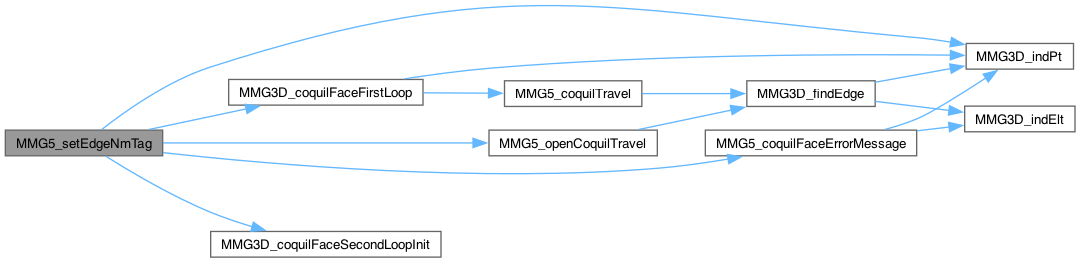 MMG5_setEdgeNmTag
MMG3D_coquilFaceFirstLoop
MMG5_coquilTravel
MMG5_openCoquilTravel
MMG3D_findEdge
MMG5_coquilFaceErrorMessage
MMG3D_indPt
MMG3D_indElt
MMG3D_coquilFaceSecondLoopInit